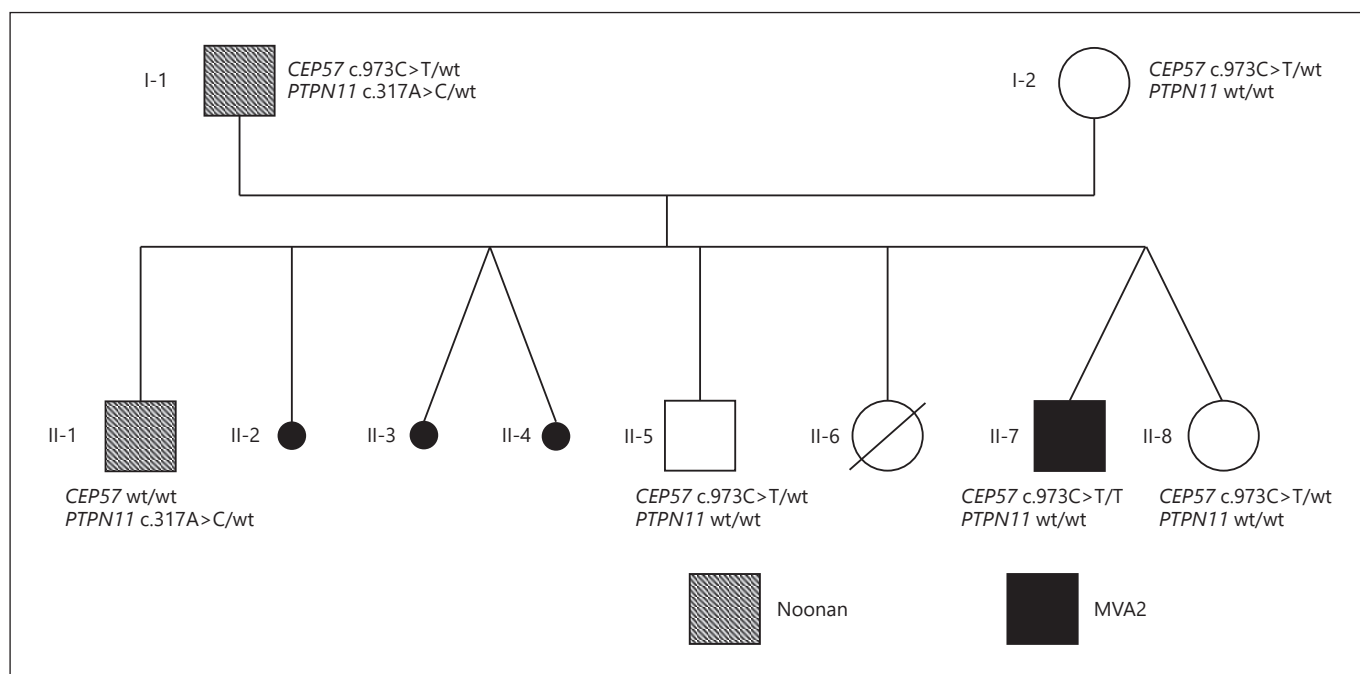 I-1
CEP57 c.973C>T/wt
PTPN11 c.317A>C/wt
I-2
CEP57 c.973C>T/wt
PTPN11 wt/wt
II-1
II-2
II-3
II-4
II-5
II-6
II-7
II-8
CEP57 wt/wt
PTPN11 c.317A>C/wt
CEP57 c.973C>T/wt
PTPN11 wt/wt
CEP57 c.973C>T/T
PTPN11 wt/wt
CEP57 c.973C>T/wt
PTPN11 wt/wt
Noonan
MVA2